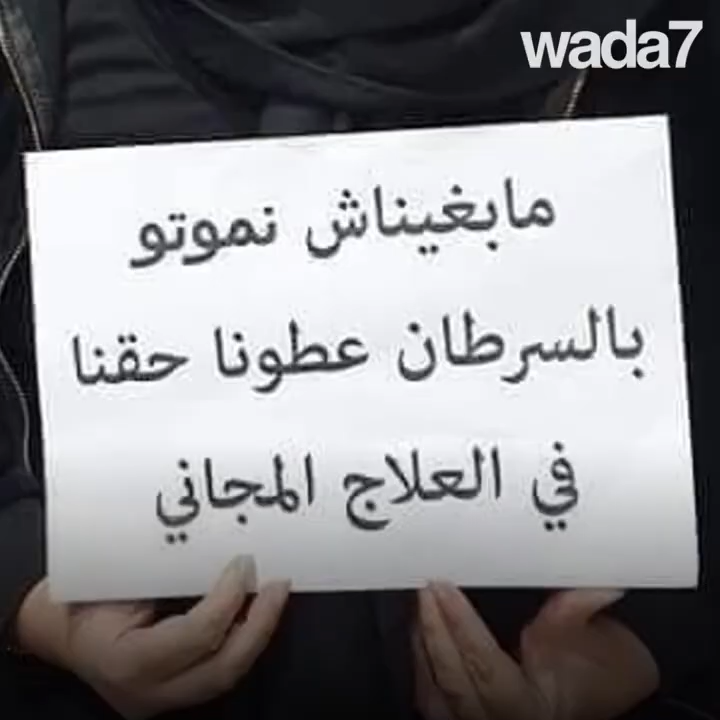 wada7
مابغيناش نموتو
بالسرطان عطونا حقنا
في العلاج المجاني